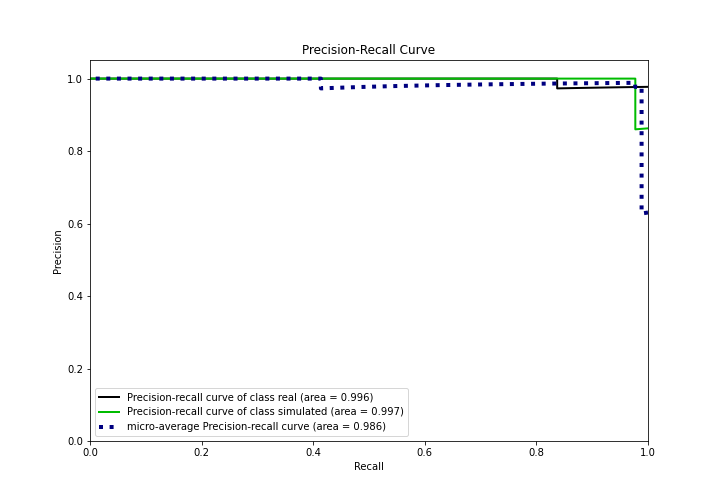 Precision-Recall Curve
1.0
0.8
0.6
0.4
0.2
0.0
Precision
Precision-recall curve of class real (area = 0.996)
Precision-recall curve of class simulated (area = 0.997)
micro-average Precision-recall curve (area = 0.986)
0.0 0.2 0.4 0.6 0.8 1.0
Recall